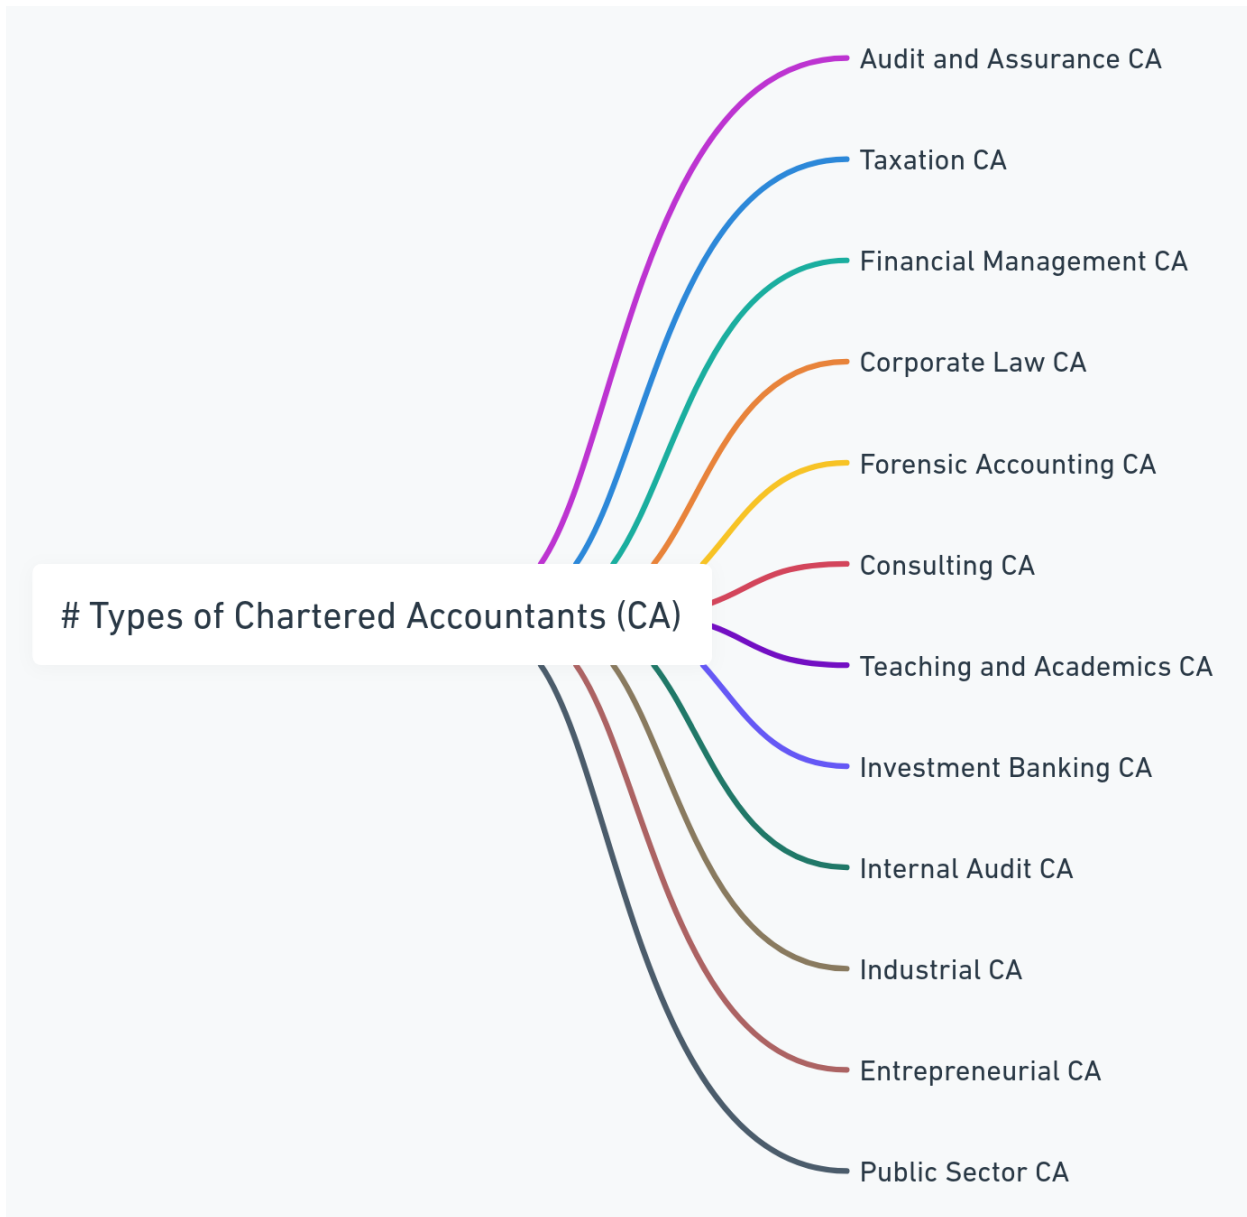 # Types of Chartered Accountants (CA)
Audit and Assurance CA
Taxation CA
Financial Management CA
Corporate Law CA
Forensic Accounting CA
Consulting CA
Teaching and Academics CA
Investment Banking CA
Internal Audit CA
Industrial CA
Entrepreneurial CA
Public Sector CA